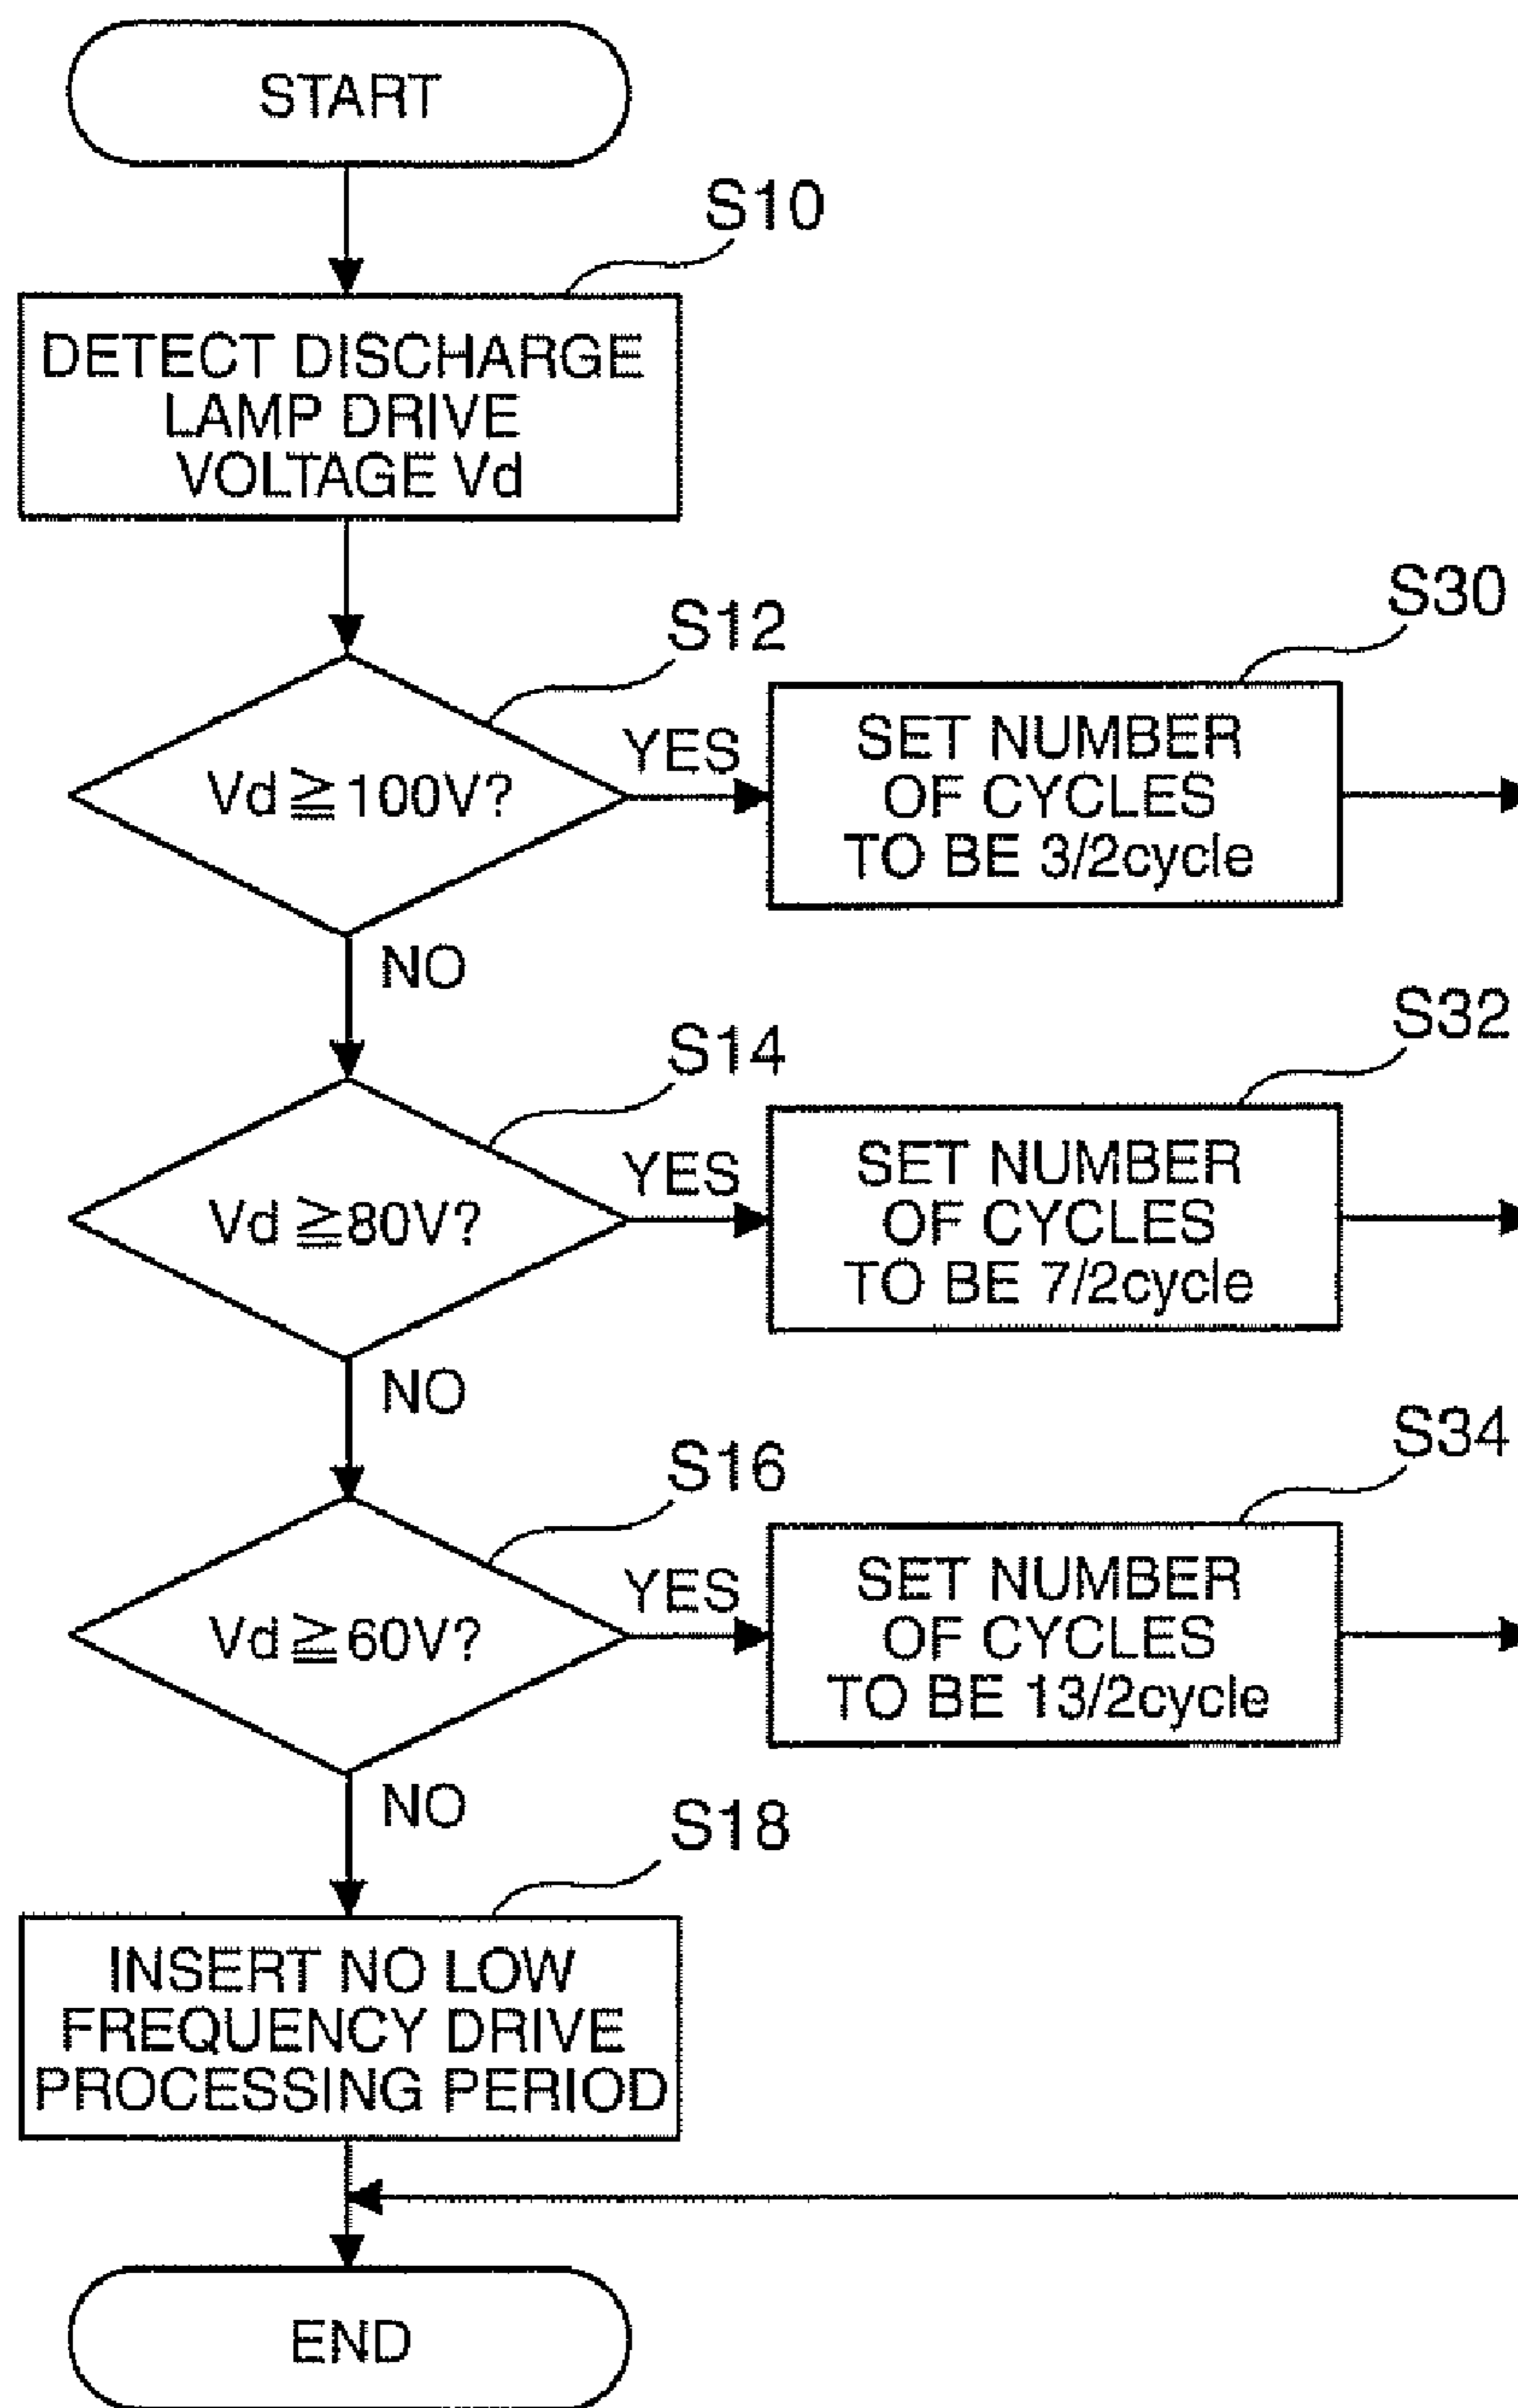 START
S10
DETECT DISCHARGE
LAMP DRIVE
VOLTAGE Vd
S12
Vd≧100V?
YES
S30
SET NUMBER
OF CYCLES
TO BE 3/2cycle
NO
S14
Vd≧80V?
YES
S32
SET NUMBER
OF CYCLES
TO BE 7/2cycle
NO
S16
Vd≧60V?
YES
S34
SET NUMBER
OF CYCLES
TO BE 13/2cycle
NO
S18
INSERT NO LOW
FREQUENCY DRIVE
PROCESSING PERIOD
END